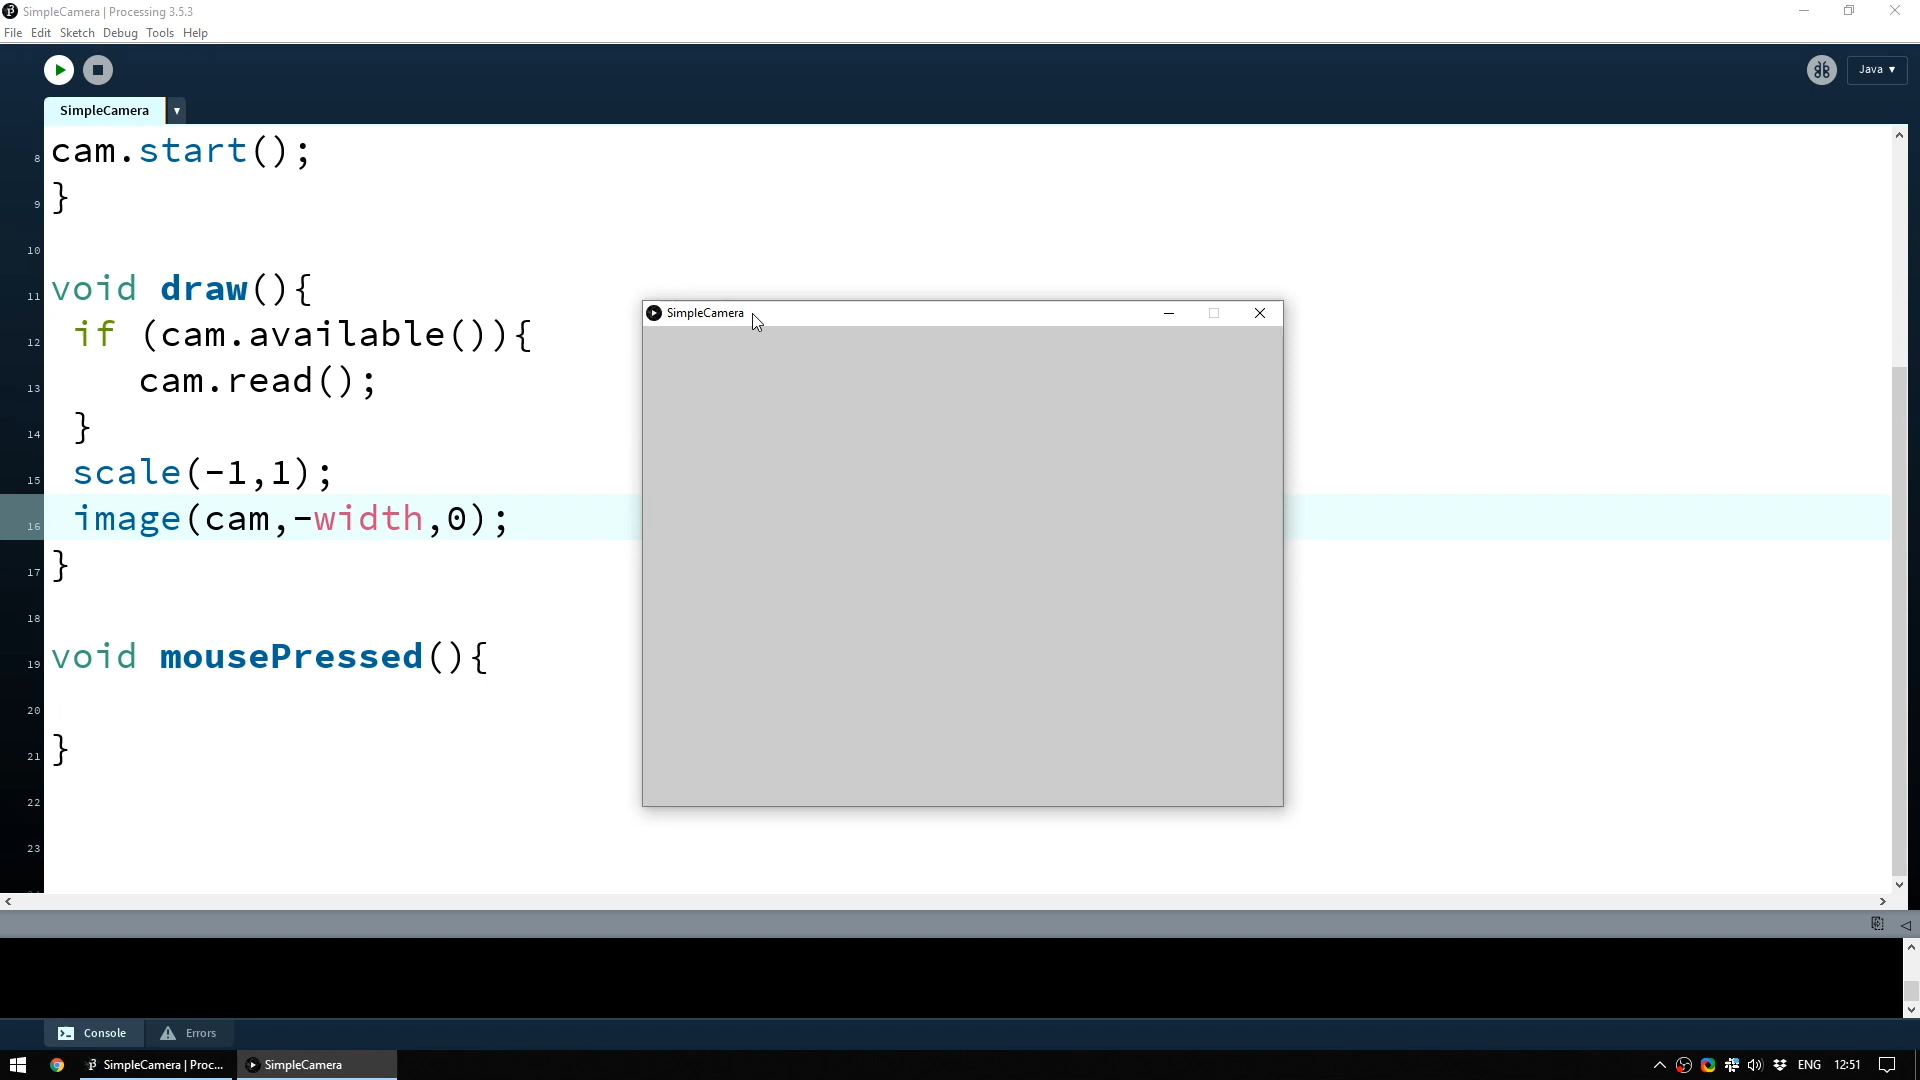 SimpleCamera | Processing 3.5.3
File Edit Sketch Debug Tools Help
Java
SimpleCamera
8 cam.start();
9 }
10
11 void draw(){
12 if (cam.available()){
13 cam.read();
14 }
15 scale(-1,1);
16 image(cam,-width,0);
17 }
18
19 void mousePressed(){
20
21 }
22
23
SimpleCamera
Console Errors
SimpleCamera | Proc... SimpleCamera ENG 12:51